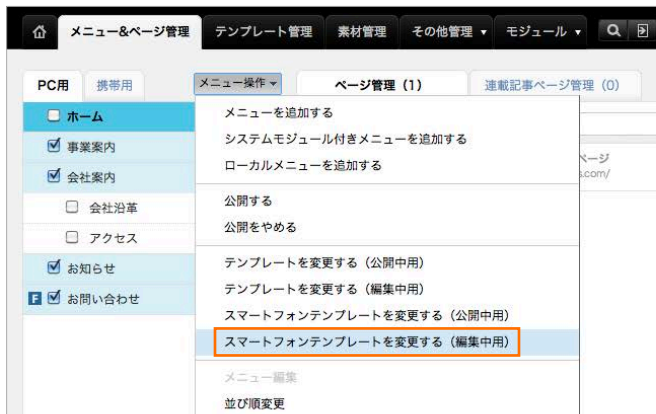 メニュー&ページ管理 テンプレート管理 素材管理 その他管理 ▼ モジュール ▼
PC用 携帯用 メニュー操作 ページ管理 (1) 連載記事ページ管理 (0)
ホーム
事業案内
会社案内
会社沿革
アクセス
お知らせ
F お問い合わせ
メニューを追加する
システムモジュール付きメニューを追加する
ローカルメニューを追加する
公開する
公開をやめる
テンプレートを変更する（公開中用）
テンプレートを変更する（編集中用）
スマートフォンテンプレートを変更する（公開中用）
スマートフォンテンプレートを変更する（編集中用）
メニュー編集
並び順変更
ページ
s.com/